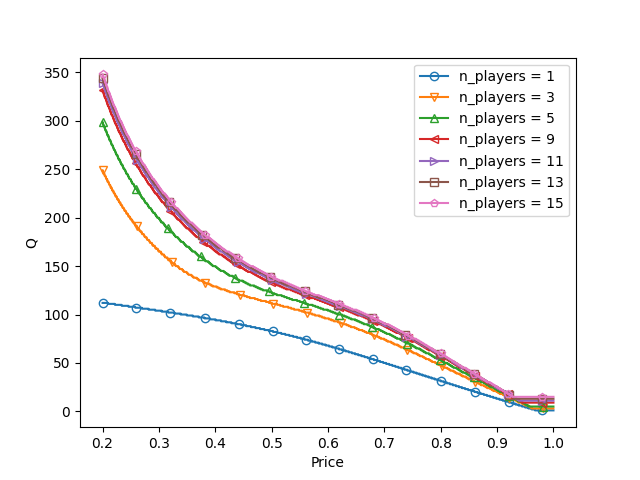 350
300
250
200
150
100
50
0
Q
n_players = 1
n_players = 3
n_players = 5
n_players = 9
n_players = 11
n_players = 13
n_players = 15
0.2 0.3 0.4 0.5 0.6 0.7 0.8 0.9 1.0
Price